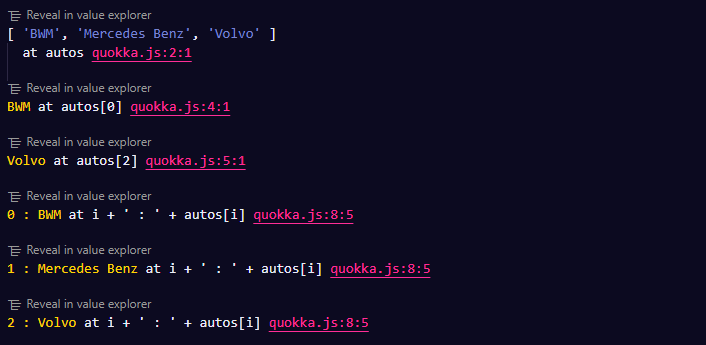 Reveal in value explorer
[ 'BWM', 'Mercedes Benz', 'Volvo' ]
at autos quokka.js:2:1
Reveal in value explorer
BWM at autos[0] quokka.js:4:1
Reveal in value explorer
Volvo at autos[2] quokka.js:5:1
Reveal in value explorer
0 : BWM at i + ' : ' + autos[i] quokka.js:8:5
Reveal in value explorer
1 : Mercedes Benz at i + ' : ' + autos[i] quokka.js:8:5
Reveal in value explorer
2 : Volvo at i + ' : ' + autos[i] quokka.js:8:5